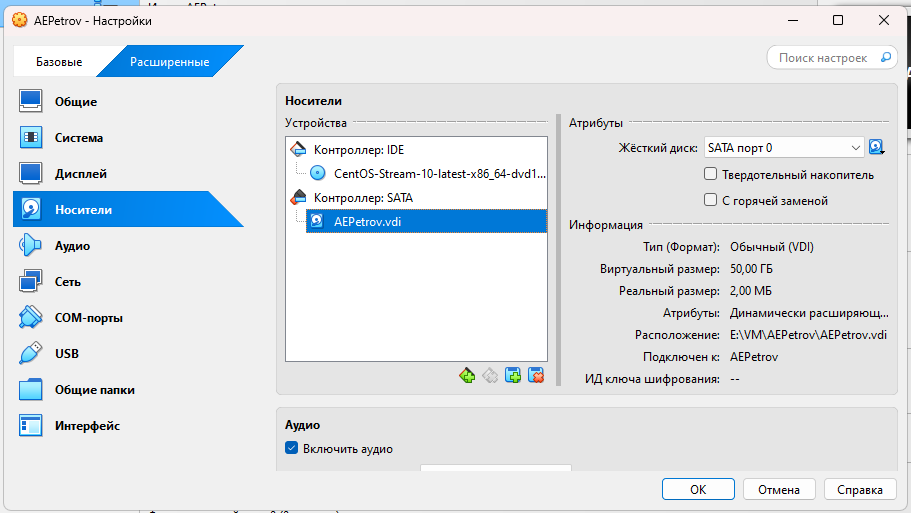 AEPetrov - Настройки
Базовые
Расширенные
Поиск настроек
Общие
Система
Дисплей
Носители
Аудио
Сеть
COM-порты
USB
Общие папки
Интерфейс
Носители
Устройства
Контроллер: IDE
CentOS-Stream-10-latest-x86_64-dvd1...
Контроллер: SATA
AEPetrov.vdi
Атрибуты
Жёсткий диск: SATA порт 0
Твердотельный накопитель
С горячей заменой
Информация
Тип (Формат): Обычный (VDI)
Виртуальный размер: 50,00 ГБ
Реальный размер: 2,00 МБ
Атрибуты: Динамически расширяющ...
Расположение: E:\VM\AEPetrov\AEPetrov.vdi
Подключен к: AEPetrov
ИД ключа шифрования: --
Аудио
Включить аудио
OK
Отмена
Справка